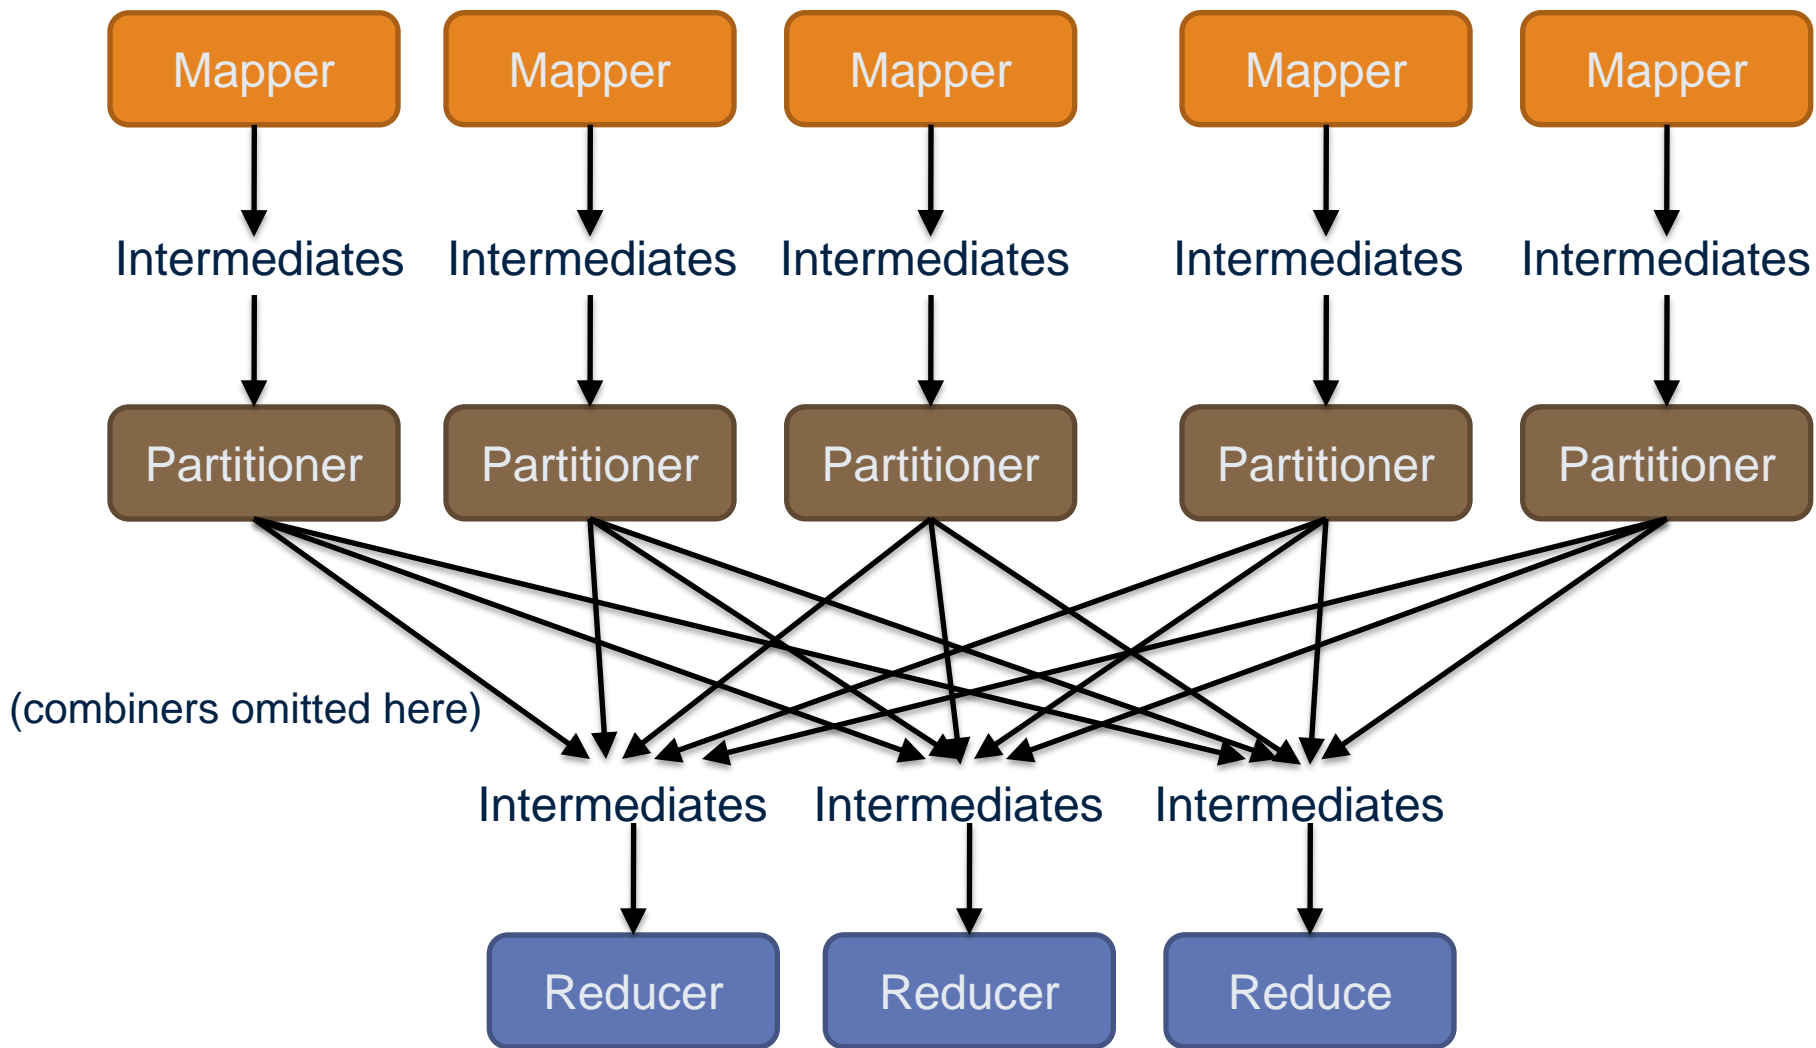 Mapper Mapper Mapper Mapper Mapper
Intermediates Intermediates Intermediates Intermediates Intermediates
Partitioner Partitioner Partitioner Partitioner Partitioner
(combiners omitted here)
Intermediates Intermediates Intermediates
Reducer Reducer Reduce